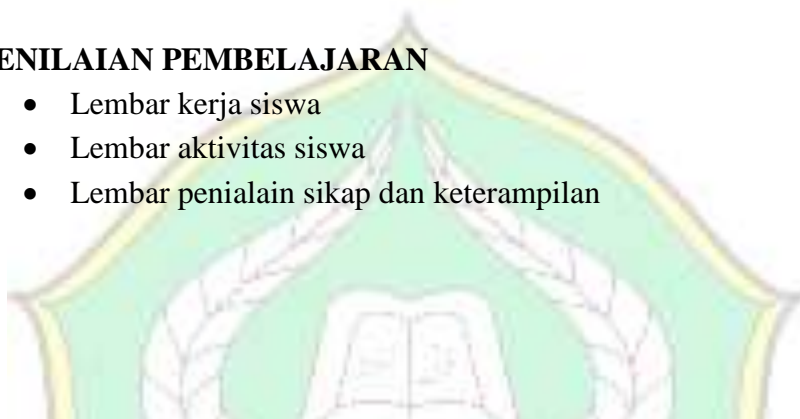 ENILAIAN PEMBELAJARAN
• Lembar kerja siswa
• Lembar aktivitas siswa
• Lembar penialain sikap dan keterampilan